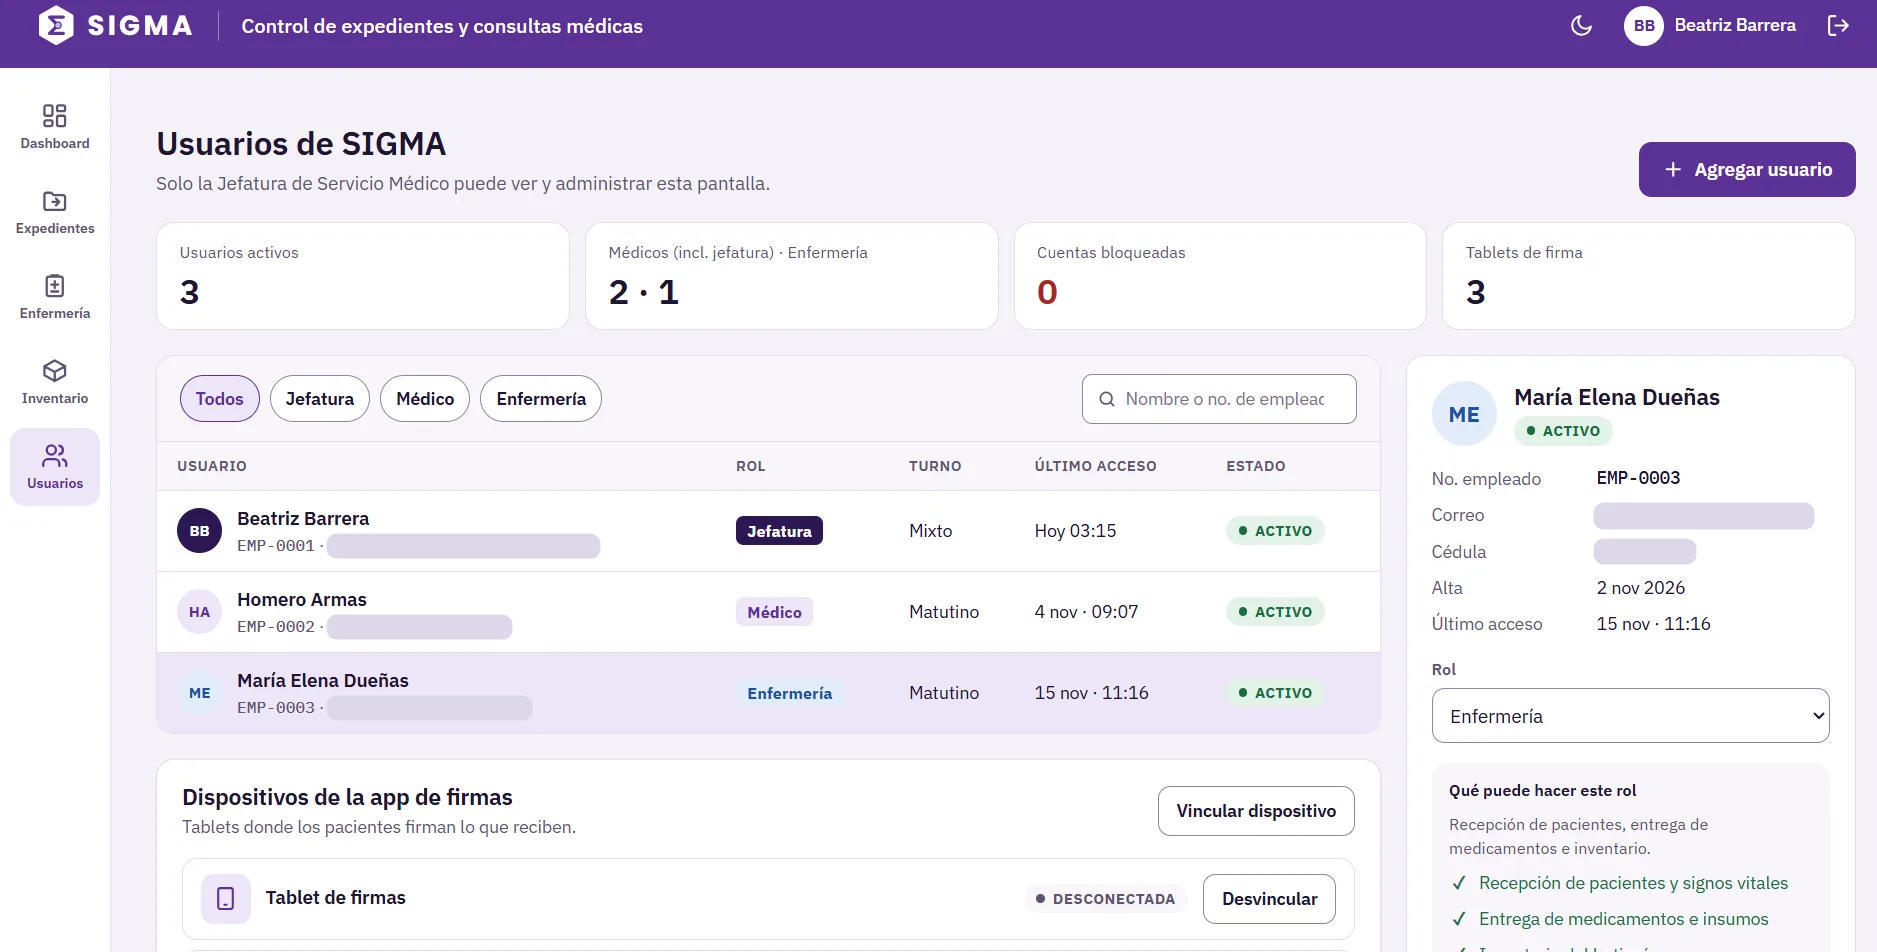 SIGMA
Control de expedientes y consultas médicas
BB
Beatriz Barrera
Dashboard
Expedientes
Enfermería
Inventario
Usuarios
Usuarios de SIGMA
Solo la Jefatura de Servicio Médico puede ver y administrar esta pantalla.
Agregar usuario
Usuarios activos
3
Médicos (incl. jefatura) · Enfermería
2 · 1
Cuentas bloqueadas
0
Tablets de firma
3
Todos
Jefatura
Médico
Enfermería
Nombre o no. de empleac
USUARIO ROL TURNO ÚLTIMO ACCESO ESTADO
BB Beatriz Barrera Jefatura Mixto Hoy 03:15 ACTIVO
EMP-0001 ·
HA Homero Armas Médico Matutino 4 nov · 09:07 ACTIVO
EMP-0002 ·
ME María Elena Dueñas Enfermería Matutino 15 nov · 11:16 ACTIVO
EMP-0003 ·
Dispositivos de la app de firmas
Tablets donde los pacientes firman lo que reciben.
Vincular dispositivo
Tablet de firmas
DESCONECTADA
Desvincular
ME
María Elena Dueñas
ACTIVO
No. empleado EMP-0003
Correo
Cédula
Alta 2 nov 2026
Último acceso 15 nov · 11:16
Rol
Enfermería
Qué puede hacer este rol
Recepción de pacientes, entrega de
medicamentos e inventario.
✓ Recepción de pacientes y signos vitales
✓ Entrega de medicamentos e insumos